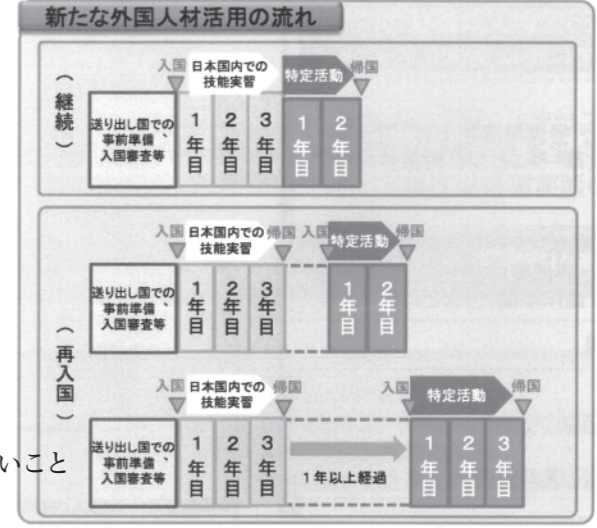 新たな外国人材活用の流れ
（継続）
入国
日本国内での
技能実習
特定活動
帰国
送り出し国での
事前準備、
入国審査等
1年目
2年目
3年目
1年目
2年目
（再入国）
入国
日本国内での
技能実習
帰国
入国
特定活動
帰国
送り出し国での
事前準備、
入国審査等
1年目
2年目
3年目
1年目
2年目
入国
日本国内での
技能実習
帰国
入国
特定活動
帰国
送り出し国での
事前準備、
入国審査等
1年目
2年目
3年目
1年以上経過
1年目
2年目
3年目
いこと